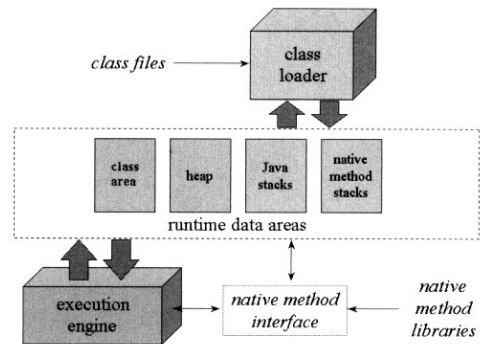 class
loader
class files
class
area
heap
Java
stacks
native
method
stacks
runtime data areas
execution
engine
native method
interface
native
method
libraries